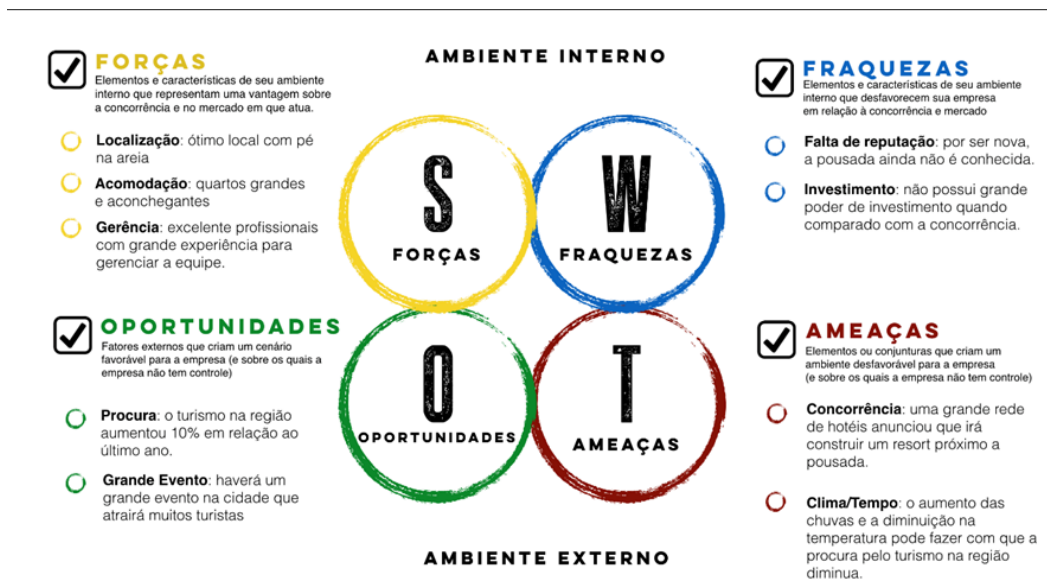 AMBIENTE INTERNO
FORÇAS
Elementos e características de seu ambiente
interno que representam uma vantagem sobre
a concorrência e no mercado em que atua.
Localização: ótimo local com pé
na areia
Acomodação: quartos grandes
e aconchegantes
Gerência: excelente profissionais
com grande experiência para
gerenciar a equipe.
FRAQUEZAS
Elementos e característica de seu ambiente
interno que desfavorecem sua empresa
em relação à concorrência e mercado
Falta de reputação: por ser nova,
a pousada ainda não é conhecida.
Investimento: não possui grande
poder de investimento quando
comparado com a concorrência.
S
FORÇAS
W
FRAQUEZAS
O
OPORTUNIDADES
T
AMEAÇAS
OPORTUNIDADES
Fatores externos que criam um cenário
favorável para a empresa (e sobre os quais a
empresa não tem controle)
Procura: o turismo na região
aumentou 10% em relação ao
último ano.
Grande Evento: haverá um
grande evento na cidade que
atrairá muitos turistas
AMEAÇAS
Elementos ou conjunturas que criam um
ambiente desfavorável para a empresa
(e sobre os quais a empresa não tem controle)
Concorrência: uma grande rede
de hotéis anunciou que irá
construir um resort próximo a
pousada.
Clima/Tempo: o aumento das
chuvas e a diminuição na
temperatura pode fazer com que a
procura pelo turismo na região
diminua.
AMBIENTE EXTERNO